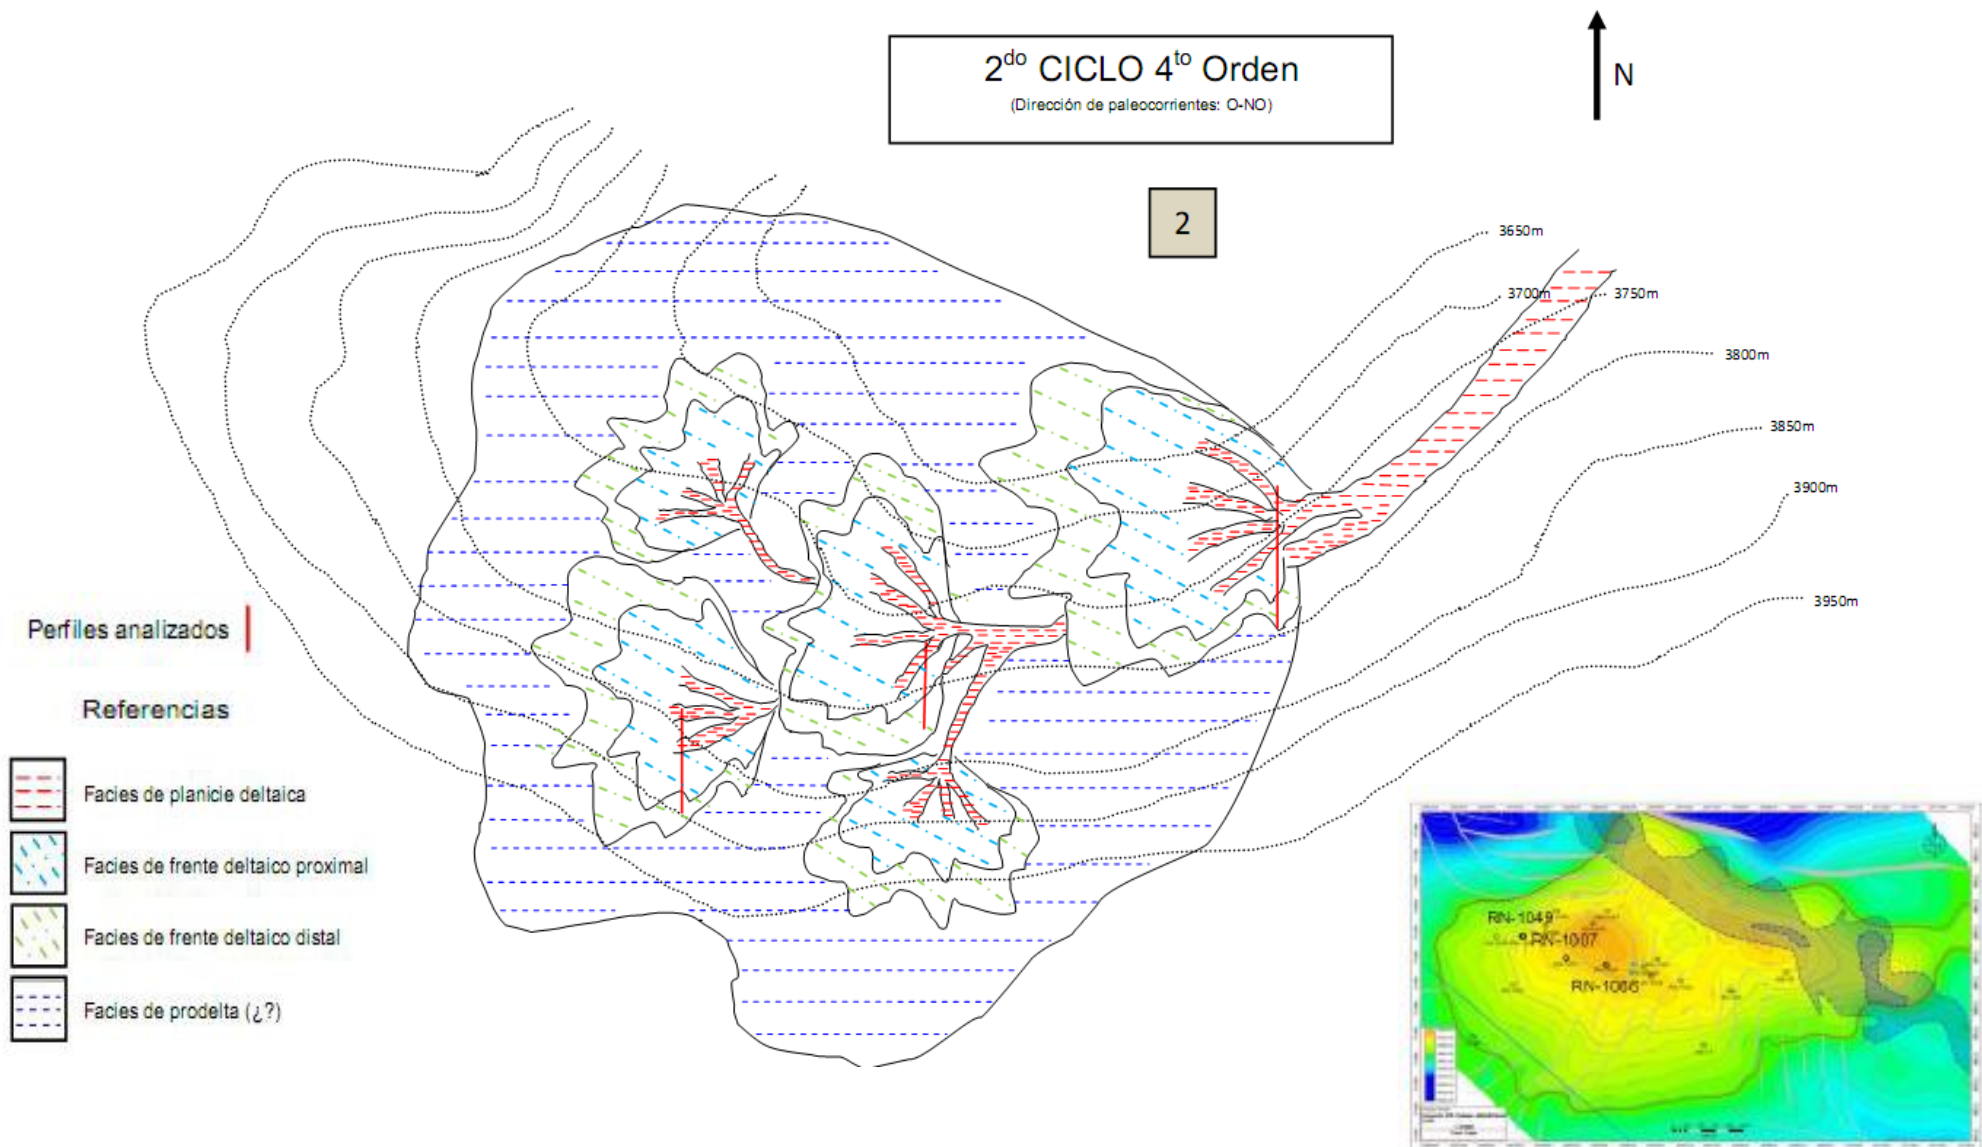 2do CICLO 4to Orden
(Dirección de paleocorrientes: O-NO)
N
2
3650m
3700m
3750m
3800m
3850m
3900m
3950m
Perfiles analizados
Referencias
Facies de planicie deltaica
Facies de frente deltaico proximal
Facies de frente deltaico distal
Facies de prodelta (¿?)
RN-1049
RN-1007
RN-1066